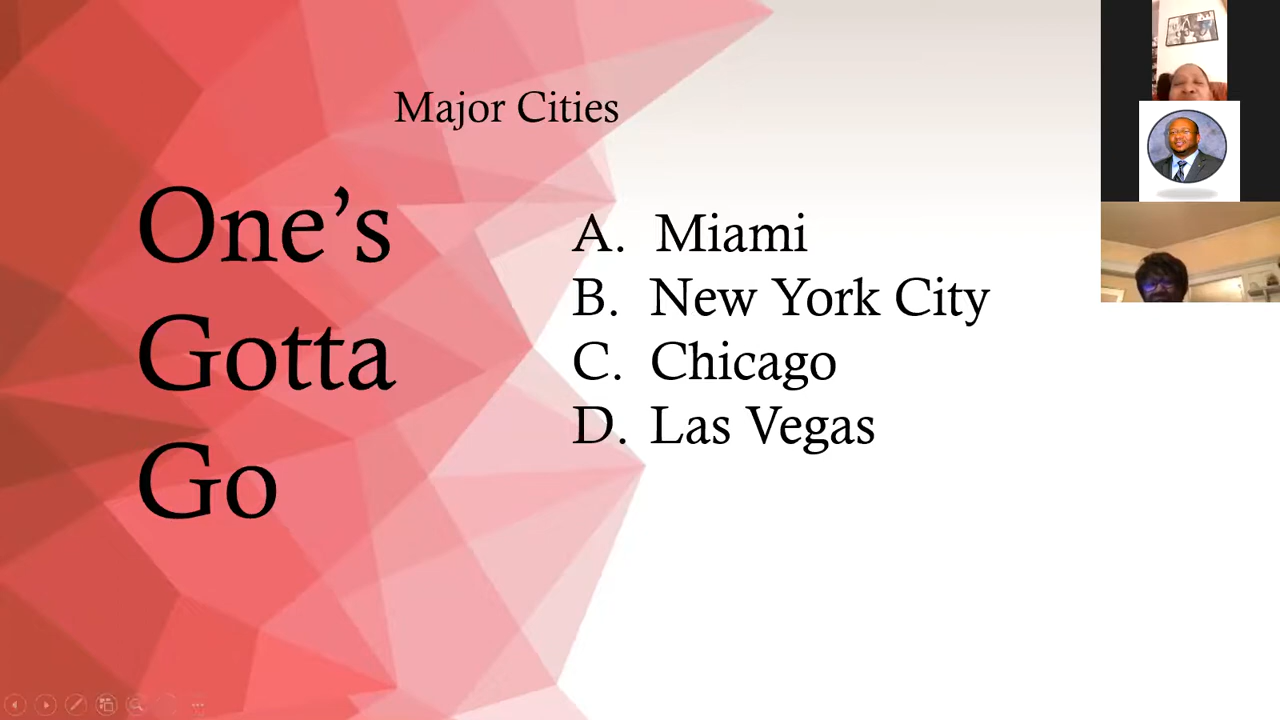 Major Cities
One's
Gotta
Go
A. Miami
B. New York City
C. Chicago
D. Las Vegas